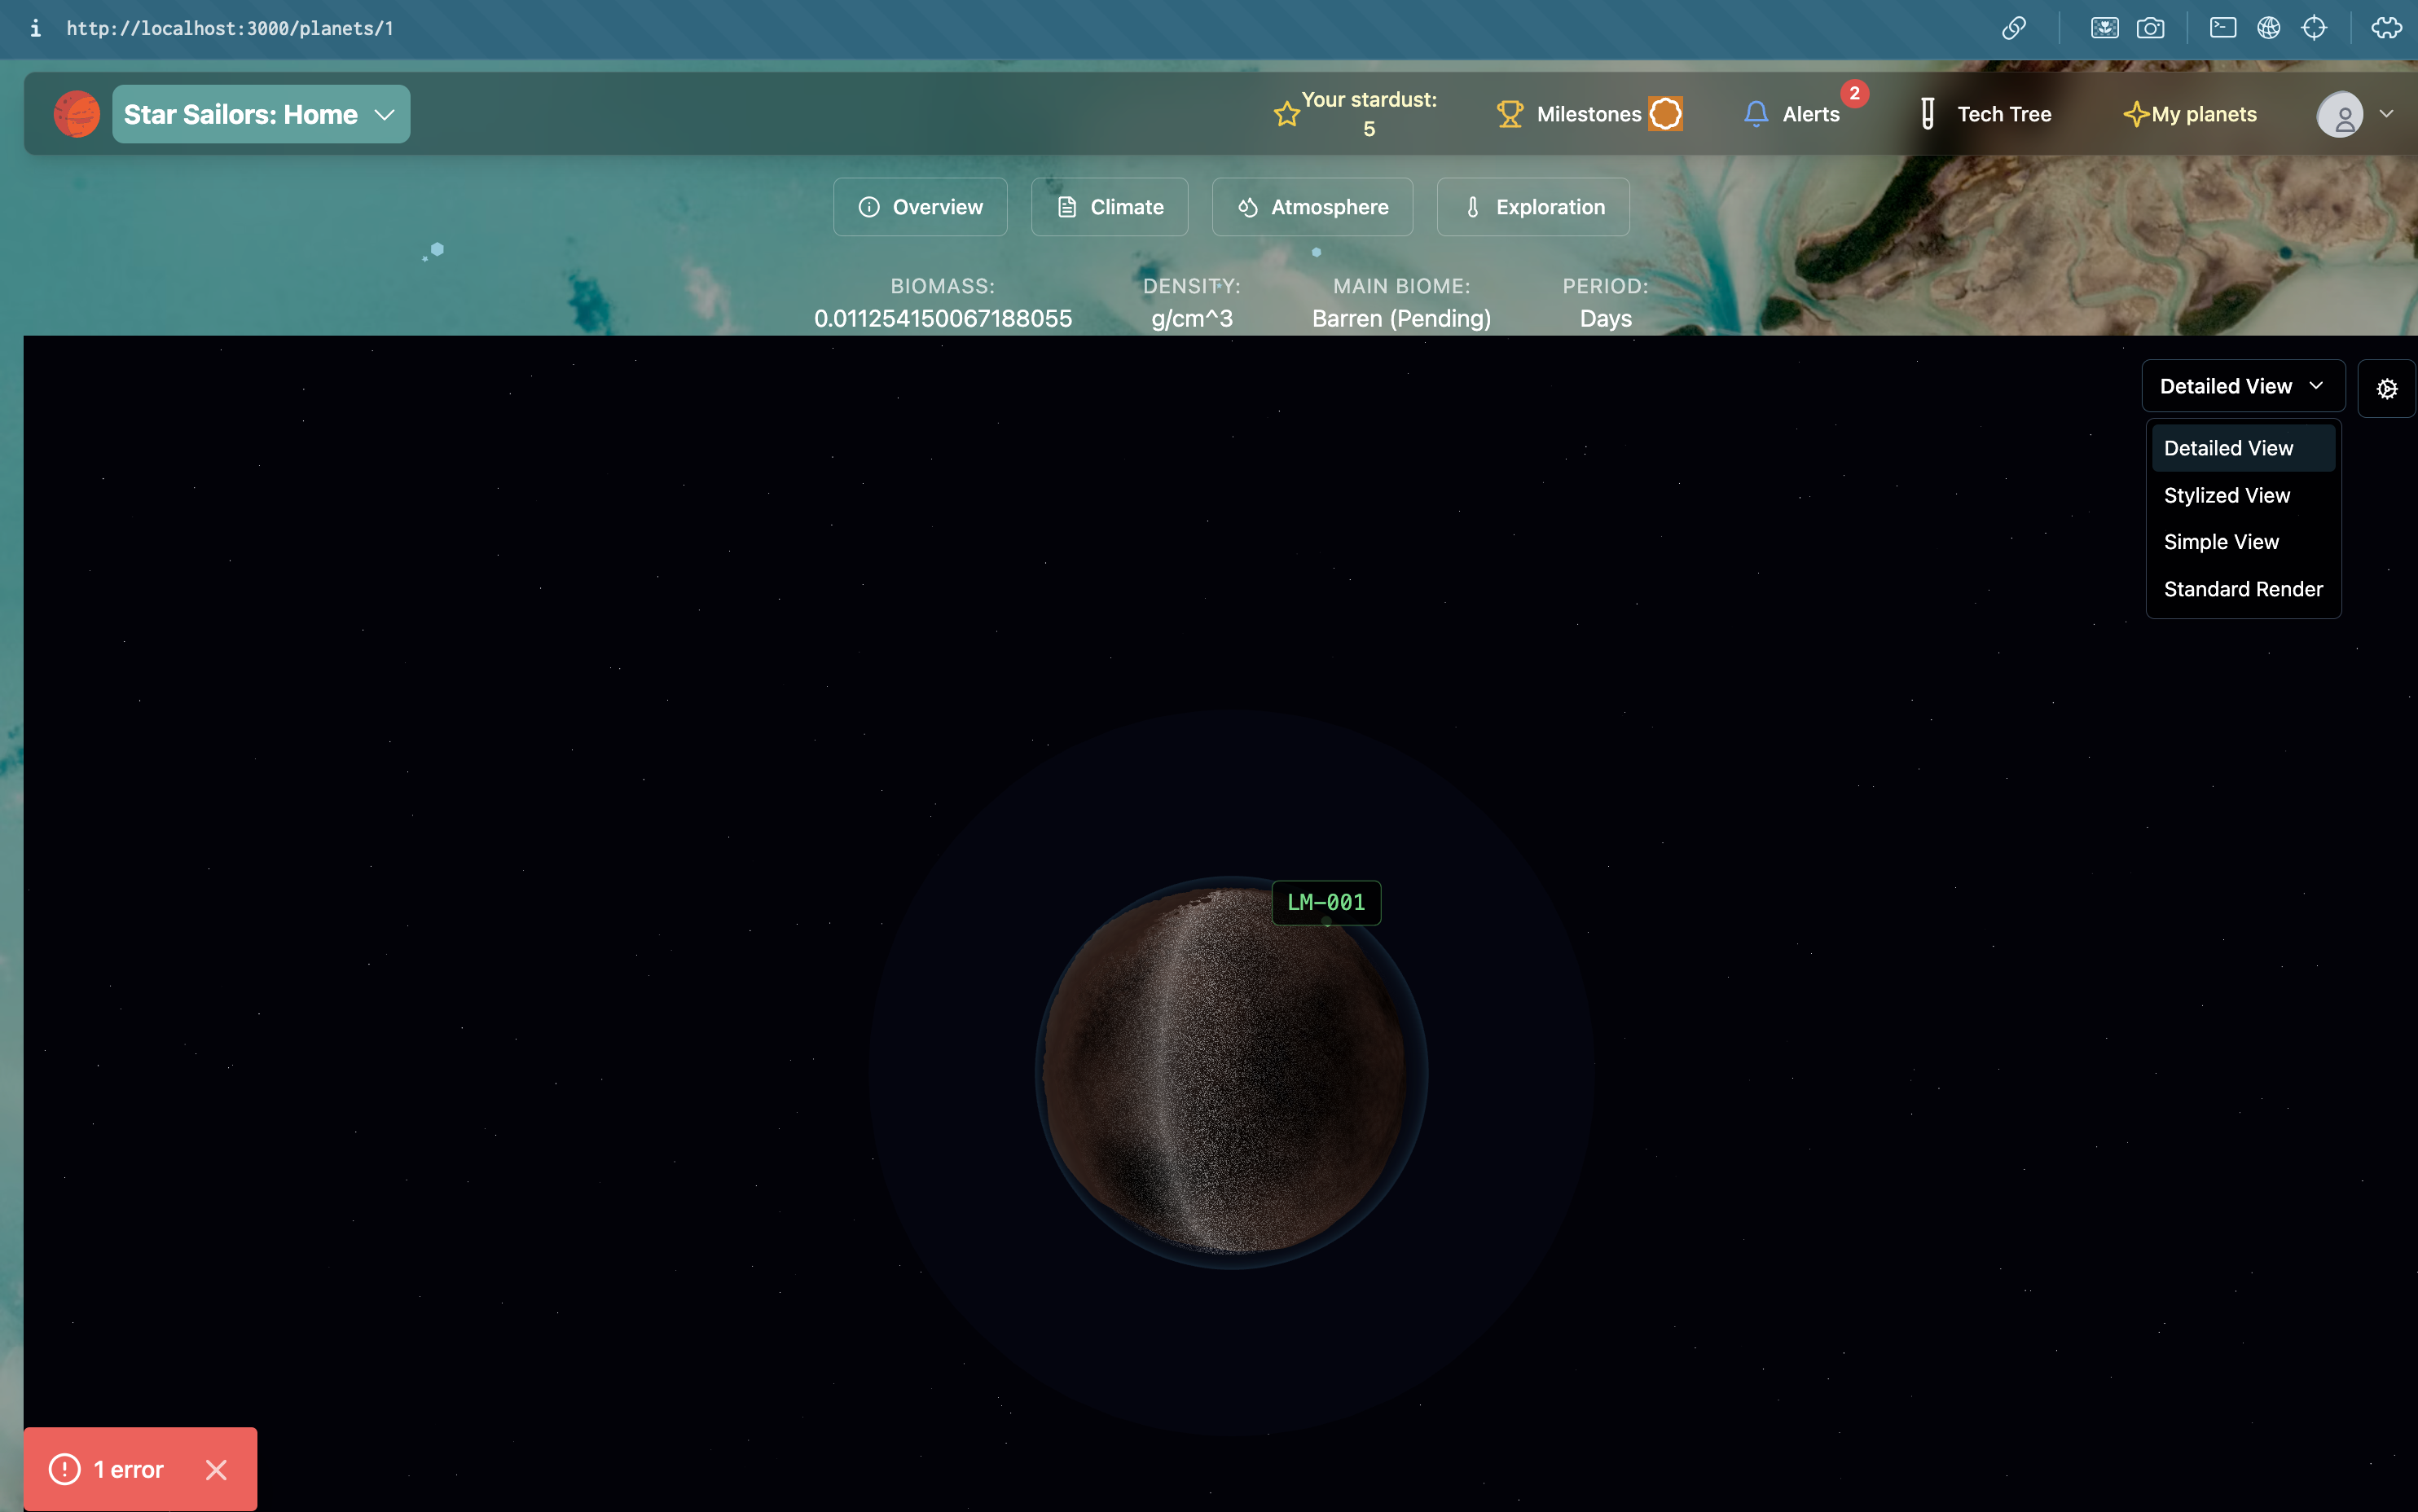 http://localhost:3000/planets/1
Star Sailors: Home
Your stardust:
5
Milestones
Alerts
2
Tech Tree
My planets
Overview
Climate
Atmosphere
Exploration
BIOMASS:
0.011254150067188055
DENSITY:
g/cm^3
MAIN BIOME:
Barren (Pending)
PERIOD:
Days
Detailed View
Detailed View
Stylized View
Simple View
Standard Render
LM-001
1 error